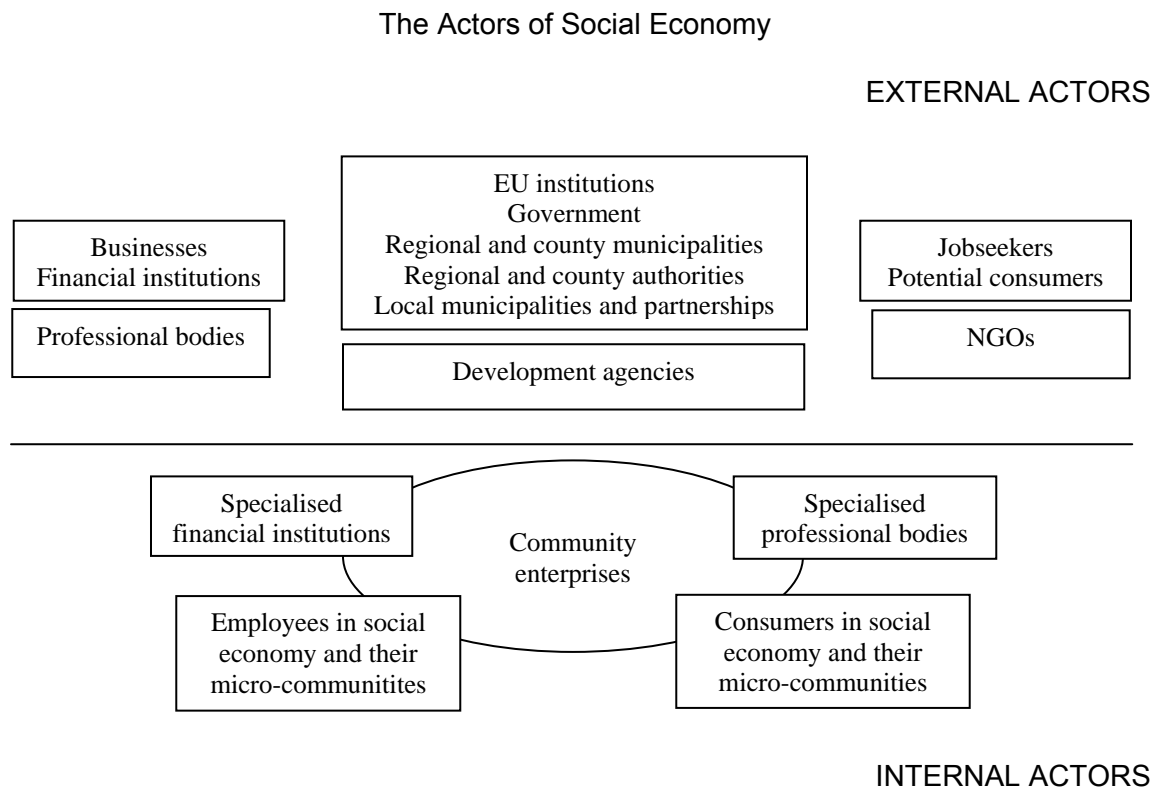 The Actors of Social Economy
EXTERNAL ACTORS
Businesses
Financial institutions
Professional bodies
EU institutions
Government
Regional and county municipalities
Regional and county authorities
Local municipalities and partnerships
Development agencies
Jobseekers
Potential consumers
NGOs
Specialised
financial institutions
Community
enterprises
Specialised
professional bodies
Employees in social
economy and their
micro-communitites
Consumers in social
economy and their
micro-communities
INTERNAL ACTORS